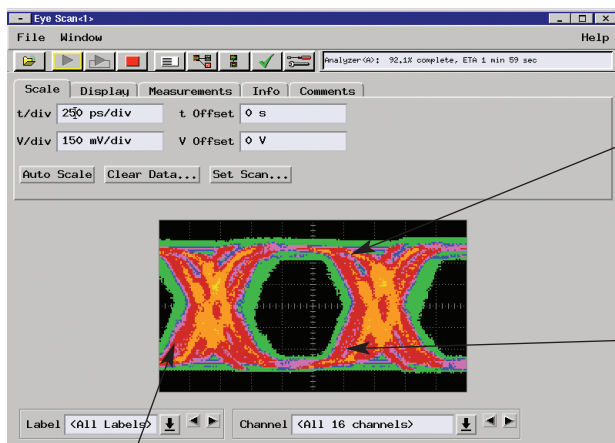 Eye Scan<1>
File Window Help
Analyzer<A>: 92.1% complete, ETA 1 min 59 sec
Scale Display Measurements Info Comments
t/div 250 ps/div t Offset 0 s
V/div 150 mV/div V Offset 0 V
Auto Scale Clear Data... Set Scan...
Label <All Labels> Channel <All 16 channels>